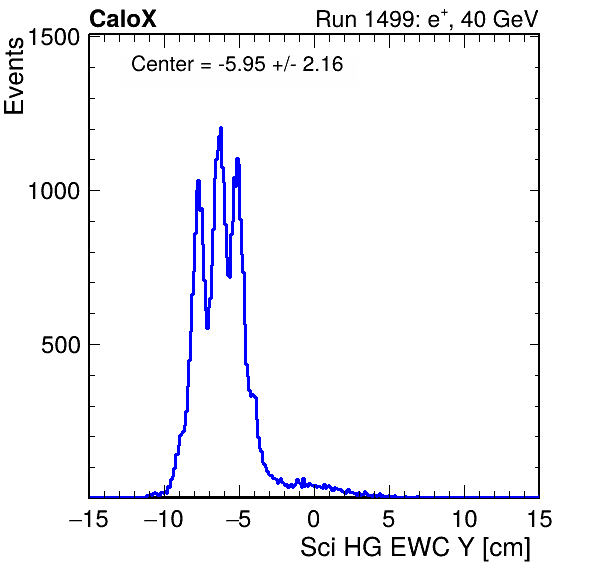 CaloX Run 1499: e+, 40 GeV
Events
Center = -5.95 +/- 2.16
1500
1000
500
−15 −10 −5 0 5 10 15
Sci HG EWC Y [cm]